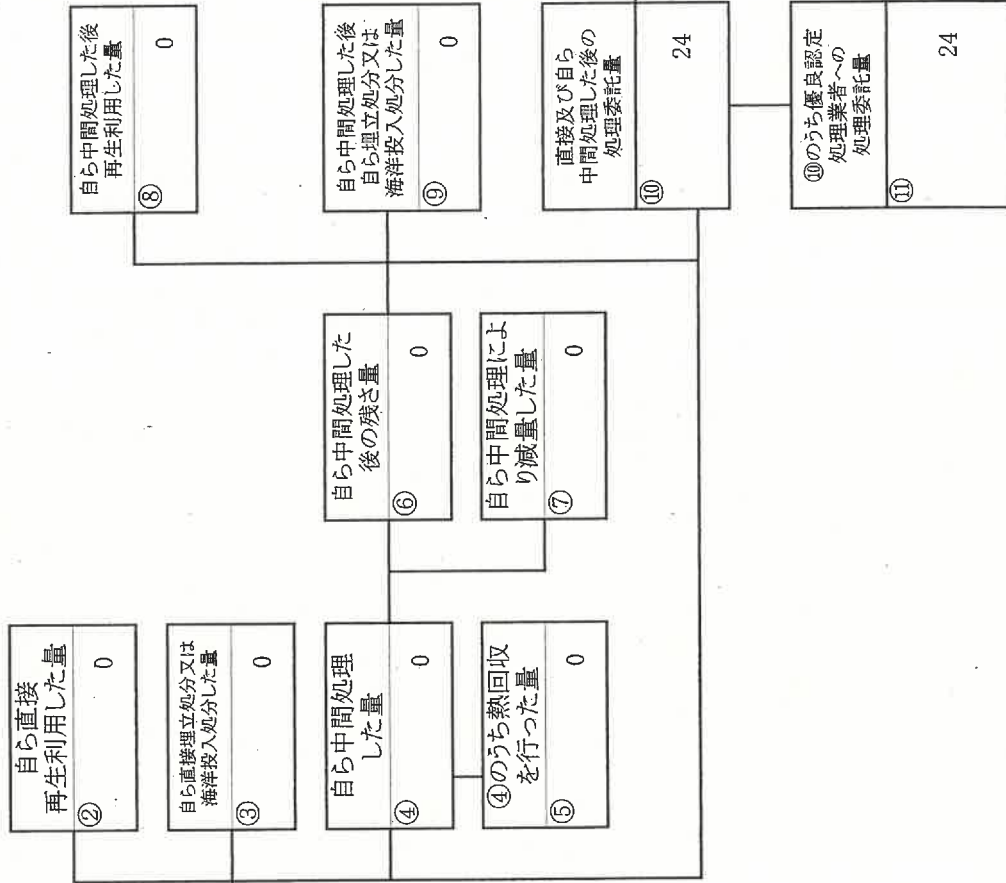 自ら直接
再生利用した量
②
0
自ら直接埋立処分又は
海洋投入処分した量
③
0
自ら中間処理
した量
④
0
④のうち熱回収
を行った量
⑤
0
自ら中間処理した
後の残さ量
⑥
0
自ら中間処理によ
り減量した量
⑦
0
自ら中間処理した後
再生利用した量
⑧
0
自ら中間処理した後
自ら埋立処分又は
海洋投入処分した量
⑨
0
直接及び自ら
中間処理した後の
処理委託量
⑩
24
⑩のうち優良認定
処理業者への
処理委託量
⑪
24